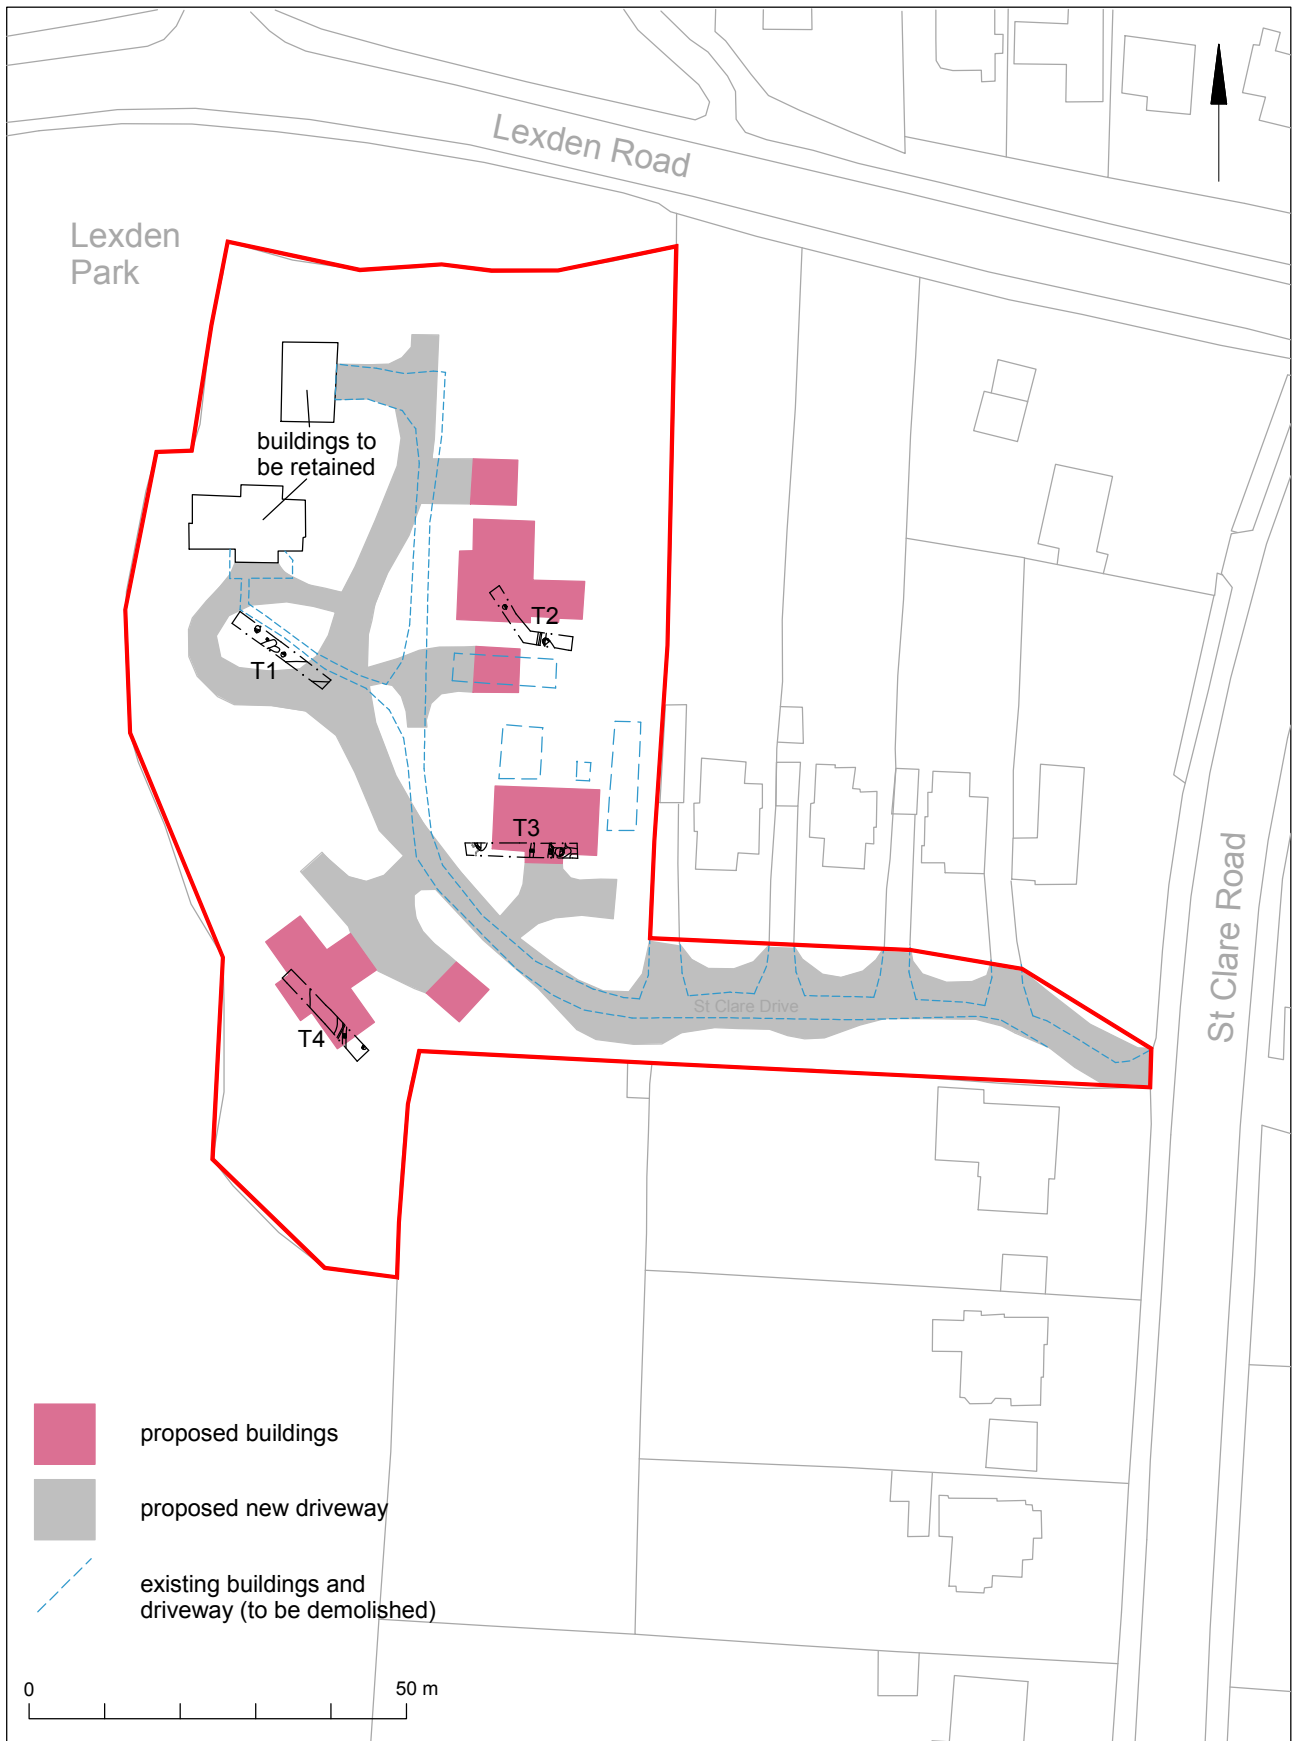 Lexden Road
Lexden
Park
buildings to
be retained
T2
T1
T3
St Clare Road
St Clare Drive
T4
proposed buildings
proposed new driveway
existing buildings and
driveway (to be demolished)
0
50 m